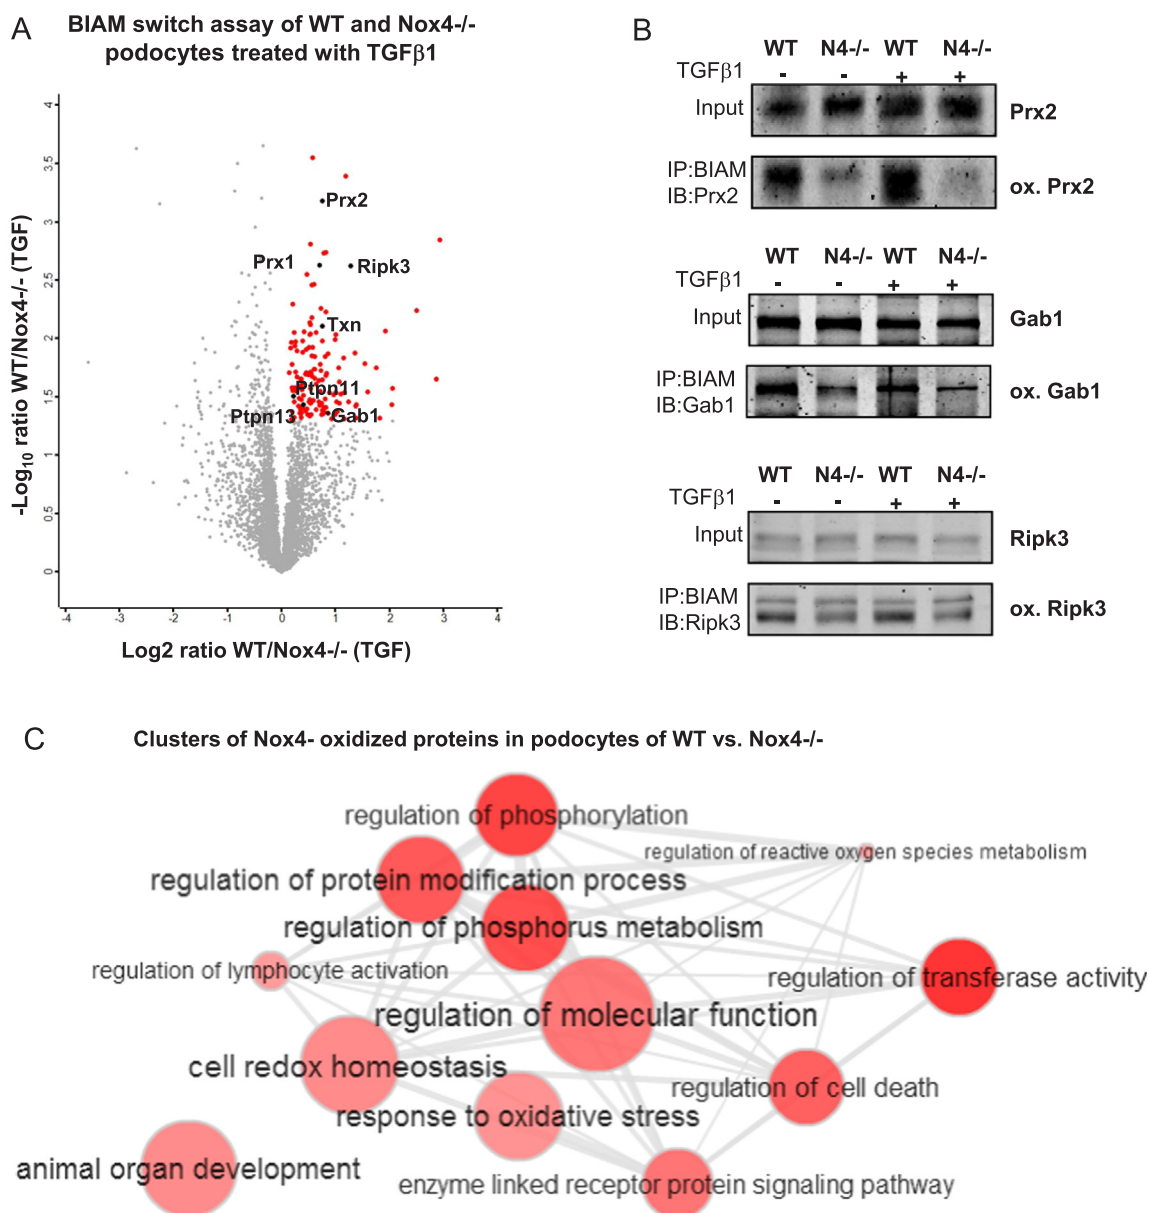 A
BIAM switch assay of WT and Nox4-/-
podocytes treated with TGFβ1
-Log10 ratio WT/Nox4-/- (TGF)
4
3.5
3
2.5
2
1.5
1
0.5
0
Prx2
Prx1
Ripk3
Txn
Ptpn11
Ptpn13
Gab1
-4
-3
-2
-1
0
1
2
3
4
Log2 ratio WT/Nox4-/- (TGF)
B
WT N4-/- WT N4-/-
TGFβ1 - - + +
Input Prx2
IP:BIAM
IB:Prx2
ox. Prx2
WT N4-/- WT N4-/-
TGFβ1 - - + +
Input Gab1
IP:BIAM
IB:Gab1
ox. Gab1
WT N4-/- WT N4-/-
TGFβ1 - - + +
Input Ripk3
IP:BIAM
IB:Ripk3
ox. Ripk3
C
Clusters of Nox4- oxidized proteins in podocytes of WT vs. Nox4-/-
regulation of phosphorylation
regulation of reactive oxygen species metabolism
regulation of protein modification process
regulation of phosphorus metabolism
regulation of lymphocyte activation
regulation of transferase activity
regulation of molecular function
cell redox homeostasis
regulation of cell death
response to oxidative stress
animal organ development
enzyme linked receptor protein signaling pathway